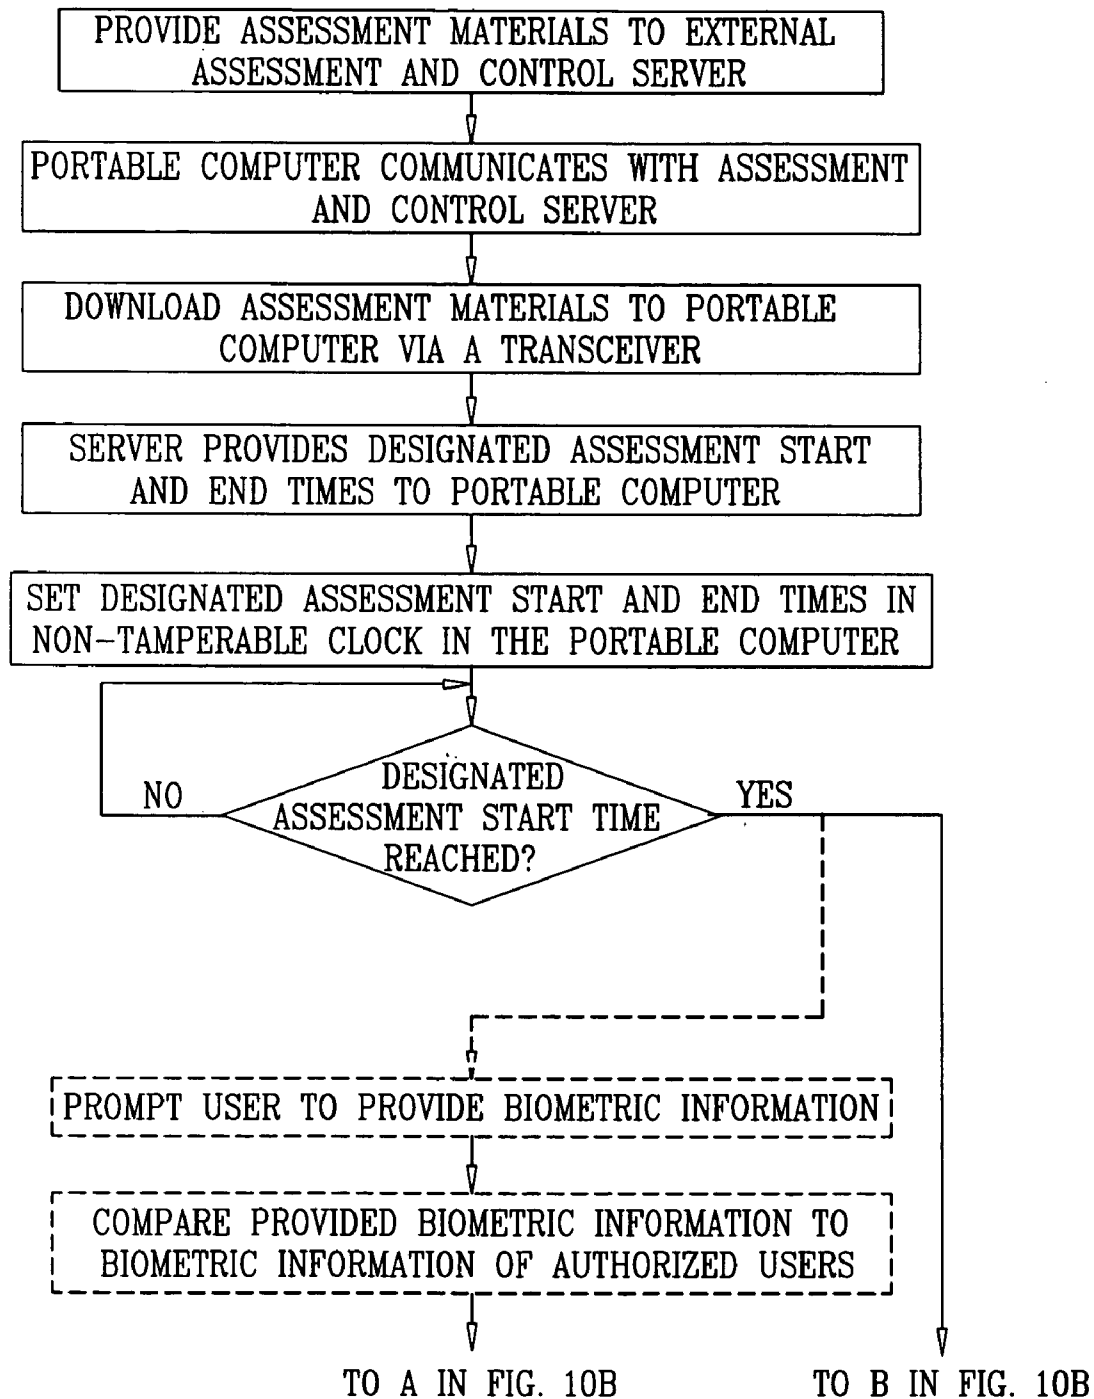 PROVIDE ASSESSMENT MATERIALS TO EXTERNAL
ASSESSMENT AND CONTROL SERVER
PORTABLE COMPUTER COMMUNICATES WITH ASSESSMENT
AND CONTROL SERVER
DOWNLOAD ASSESSMENT MATERIALS TO PORTABLE
COMPUTER VIA A TRANSCEIVER
SERVER PROVIDES DESIGNATED ASSESSMENT START
AND END TIMES TO PORTABLE COMPUTER
SET DESIGNATED ASSESSMENT START AND END TIMES IN
NON-TAMPERABLE CLOCK IN THE PORTABLE COMPUTER
DESIGNATED
ASSESSMENT START TIME
REACHED?
NO
YES
PROMPT USER TO PROVIDE BIOMETRIC INFORMATION
COMPARE PROVIDED BIOMETRIC INFORMATION TO
BIOMETRIC INFORMATION OF AUTHORIZED USERS
TO A IN FIG. 10B
TO B IN FIG. 10B